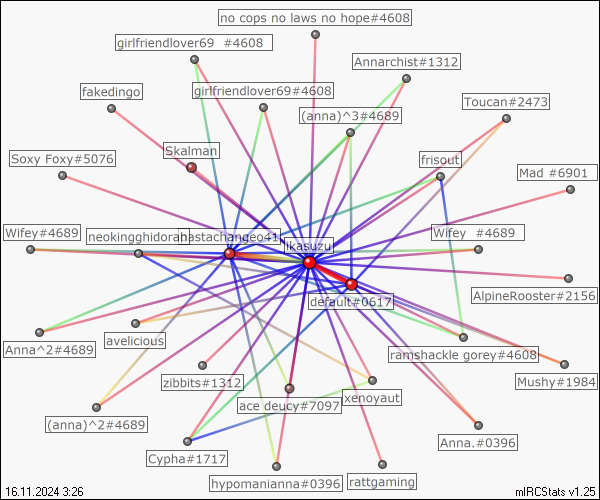 no cops no laws no hope#4608
girlfriendlover69 #4608
Annarchist#1312
fakedingo
girlfriendlover69#4608
Toucan#2473
(anna)^3#4689
Skalman
Soxy Foxy#5076
frisout
Mad #6901
Wifey#4689
neokingghidorah
hastachangeo41
ikasuzu
Wifey #4689
default#0617
AlpineRooster#2156
Anna^2#4689
avelicious
ramshackle gorey#4608
zibbits#1312
Mushy#1984
ace deucy#7097
xenoyaut
(anna)^2#4689
Anna.#0396
Cypha#1717
hypomanianna#0396
rattgaming
16.11.2024 3:26
mIRCStats v1.25